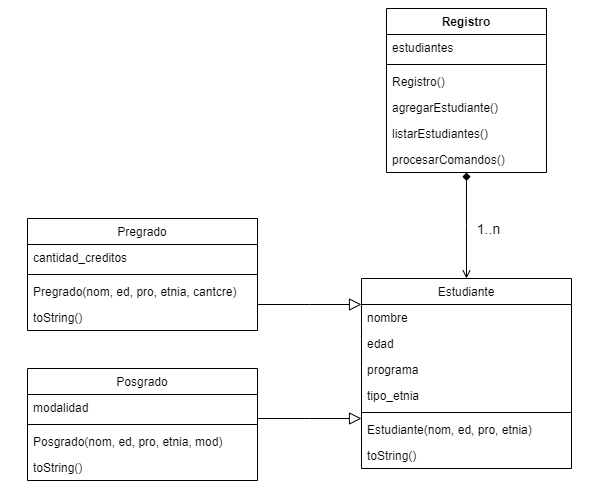 Registro
estudiantes
Registro()
agregarEstudiante()
listarEstudiantes()
procesarComandos()
1..n
Pregrado
cantidad_creditos
Pregrado(nom, ed, pro, etnia, cantcre)
toString()
Estudiante
nombre
edad
programa
tipo_etnia
Estudiante(nom, ed, pro, etnia)
toString()
Posgrado
modalidad
Posgrado(nom, ed, pro, etnia, mod)
toString()